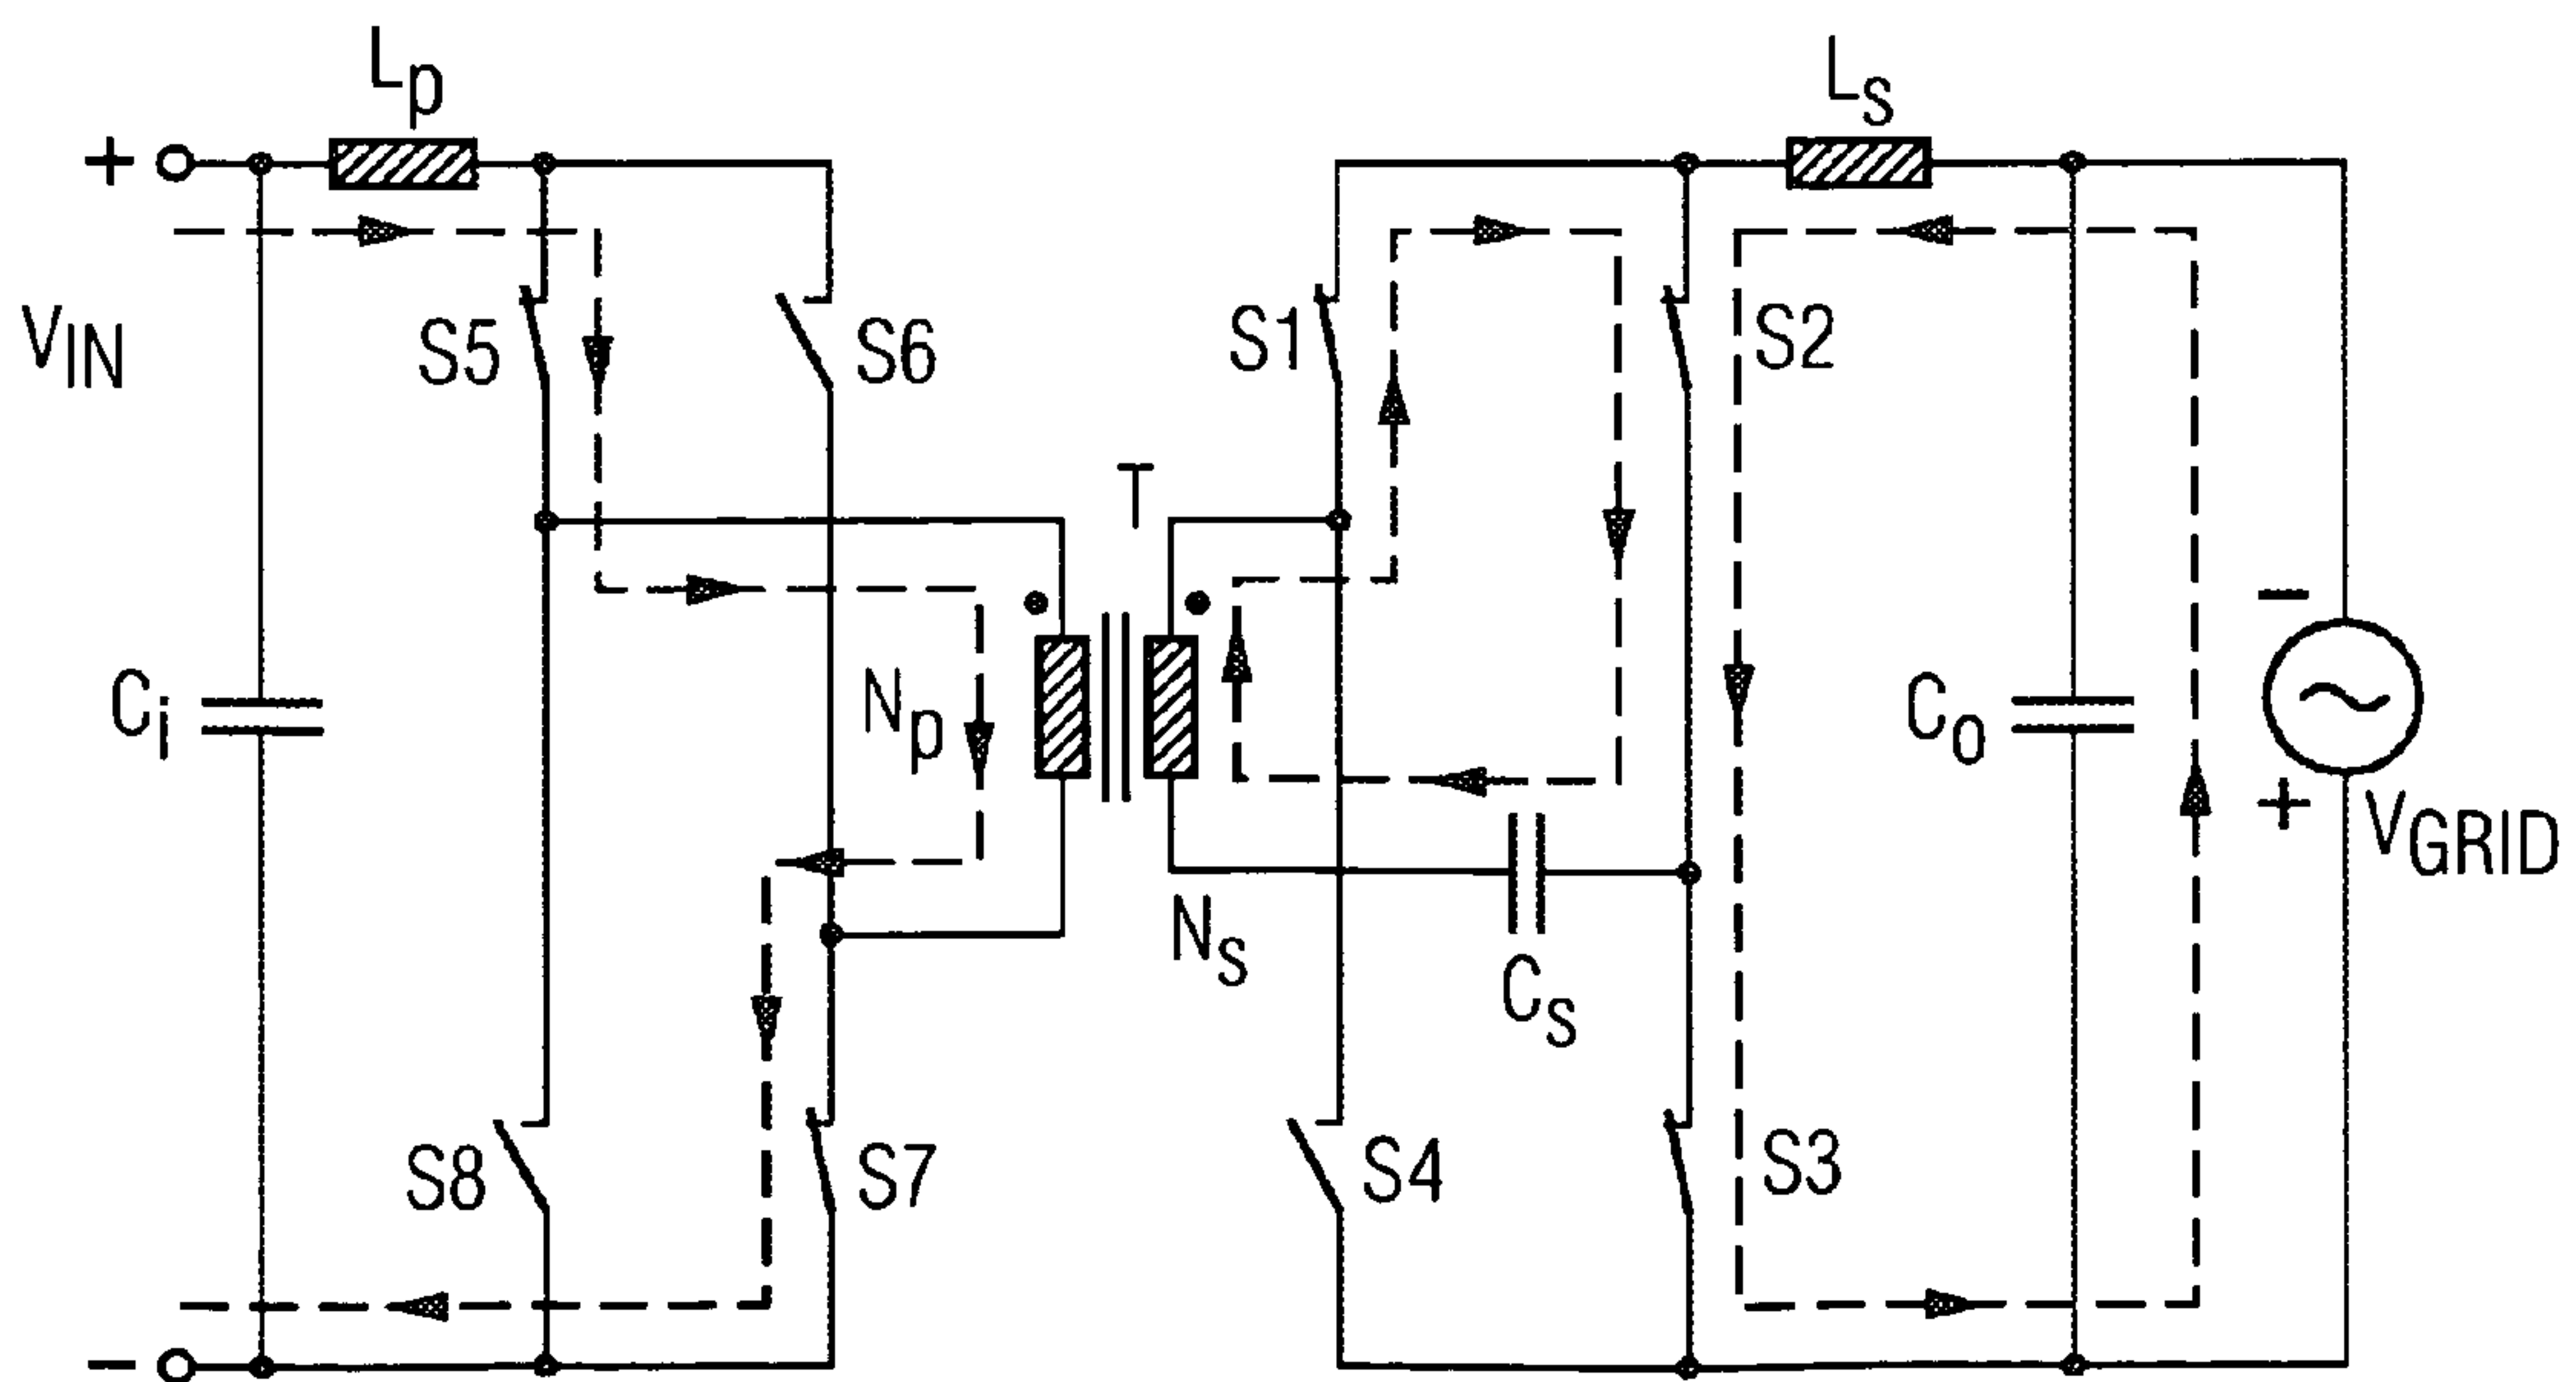 Lp
Ls
+
VIN
S5
S6
S1
S2
T
Ci
Np
Co
−
+
VGRID
Ns
Cs
S8
S7
S4
S3
−